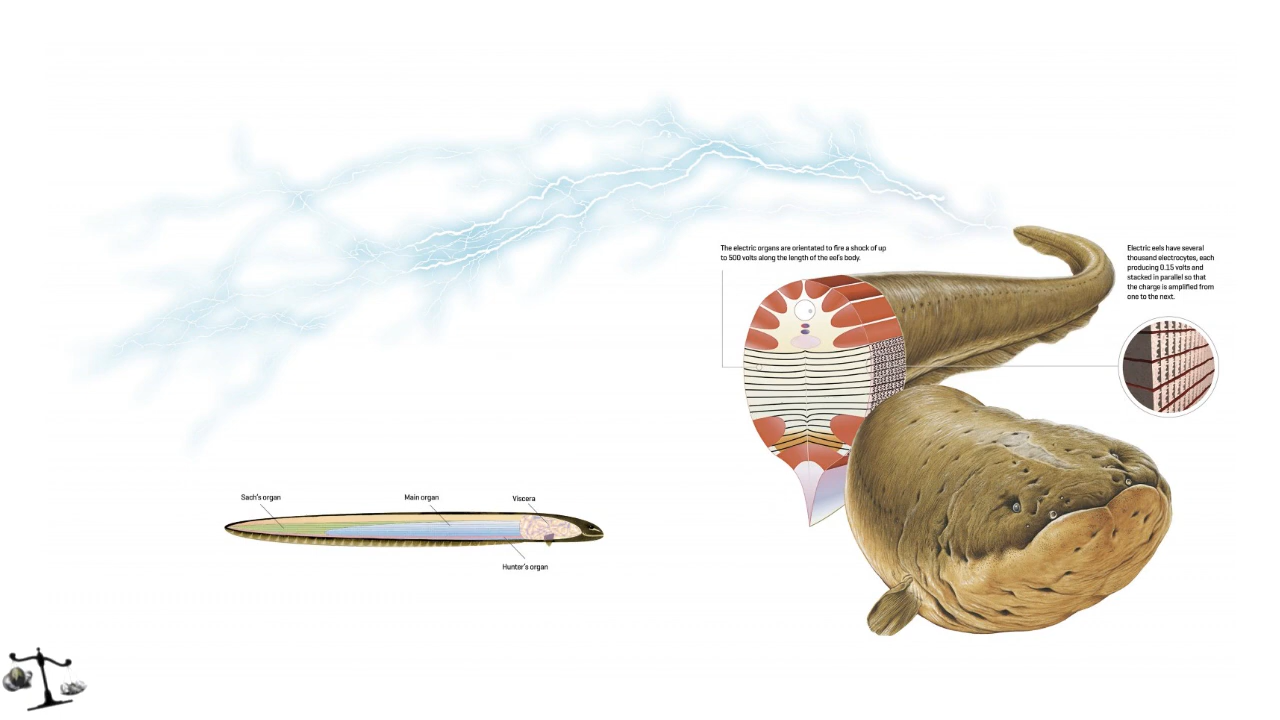 The electric organs are orientated to fire a shock of up
to 500 volts along the length of the eel's body.
Electric eels have several
thousand electrocytes, each
producing 0.15 volts and
stacked in parallel so that
the charge is amplified from
one to the next.
Sach's organ
Main organ
Viscera
Hunter's organ